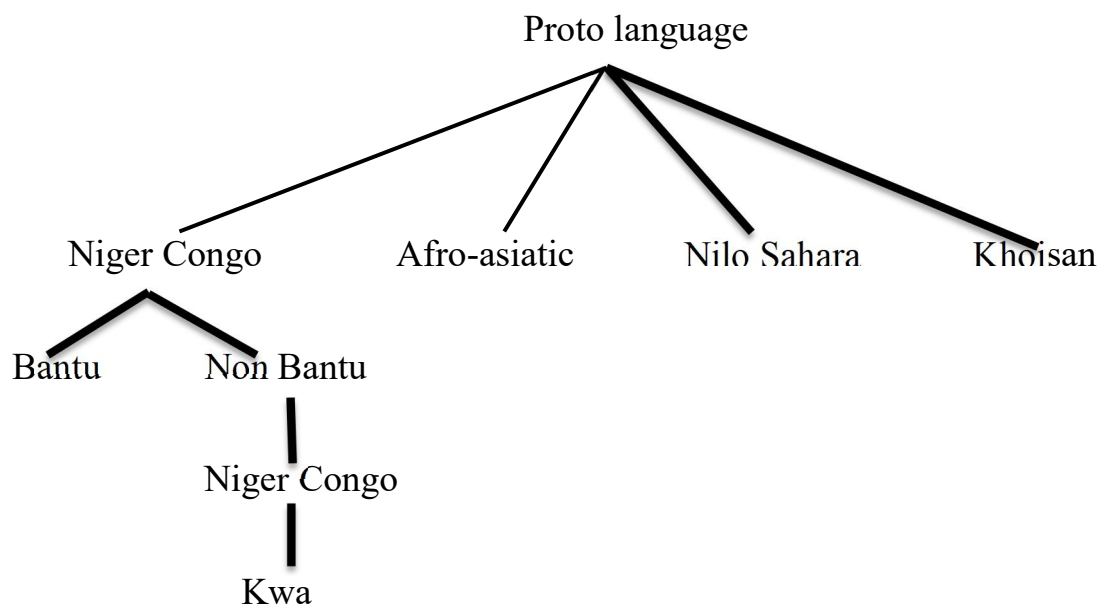 Proto language
Niger Congo Afro-asiatic Nilo Sahara Khoisan
Bantu Non Bantu
Niger Congo
Kwa